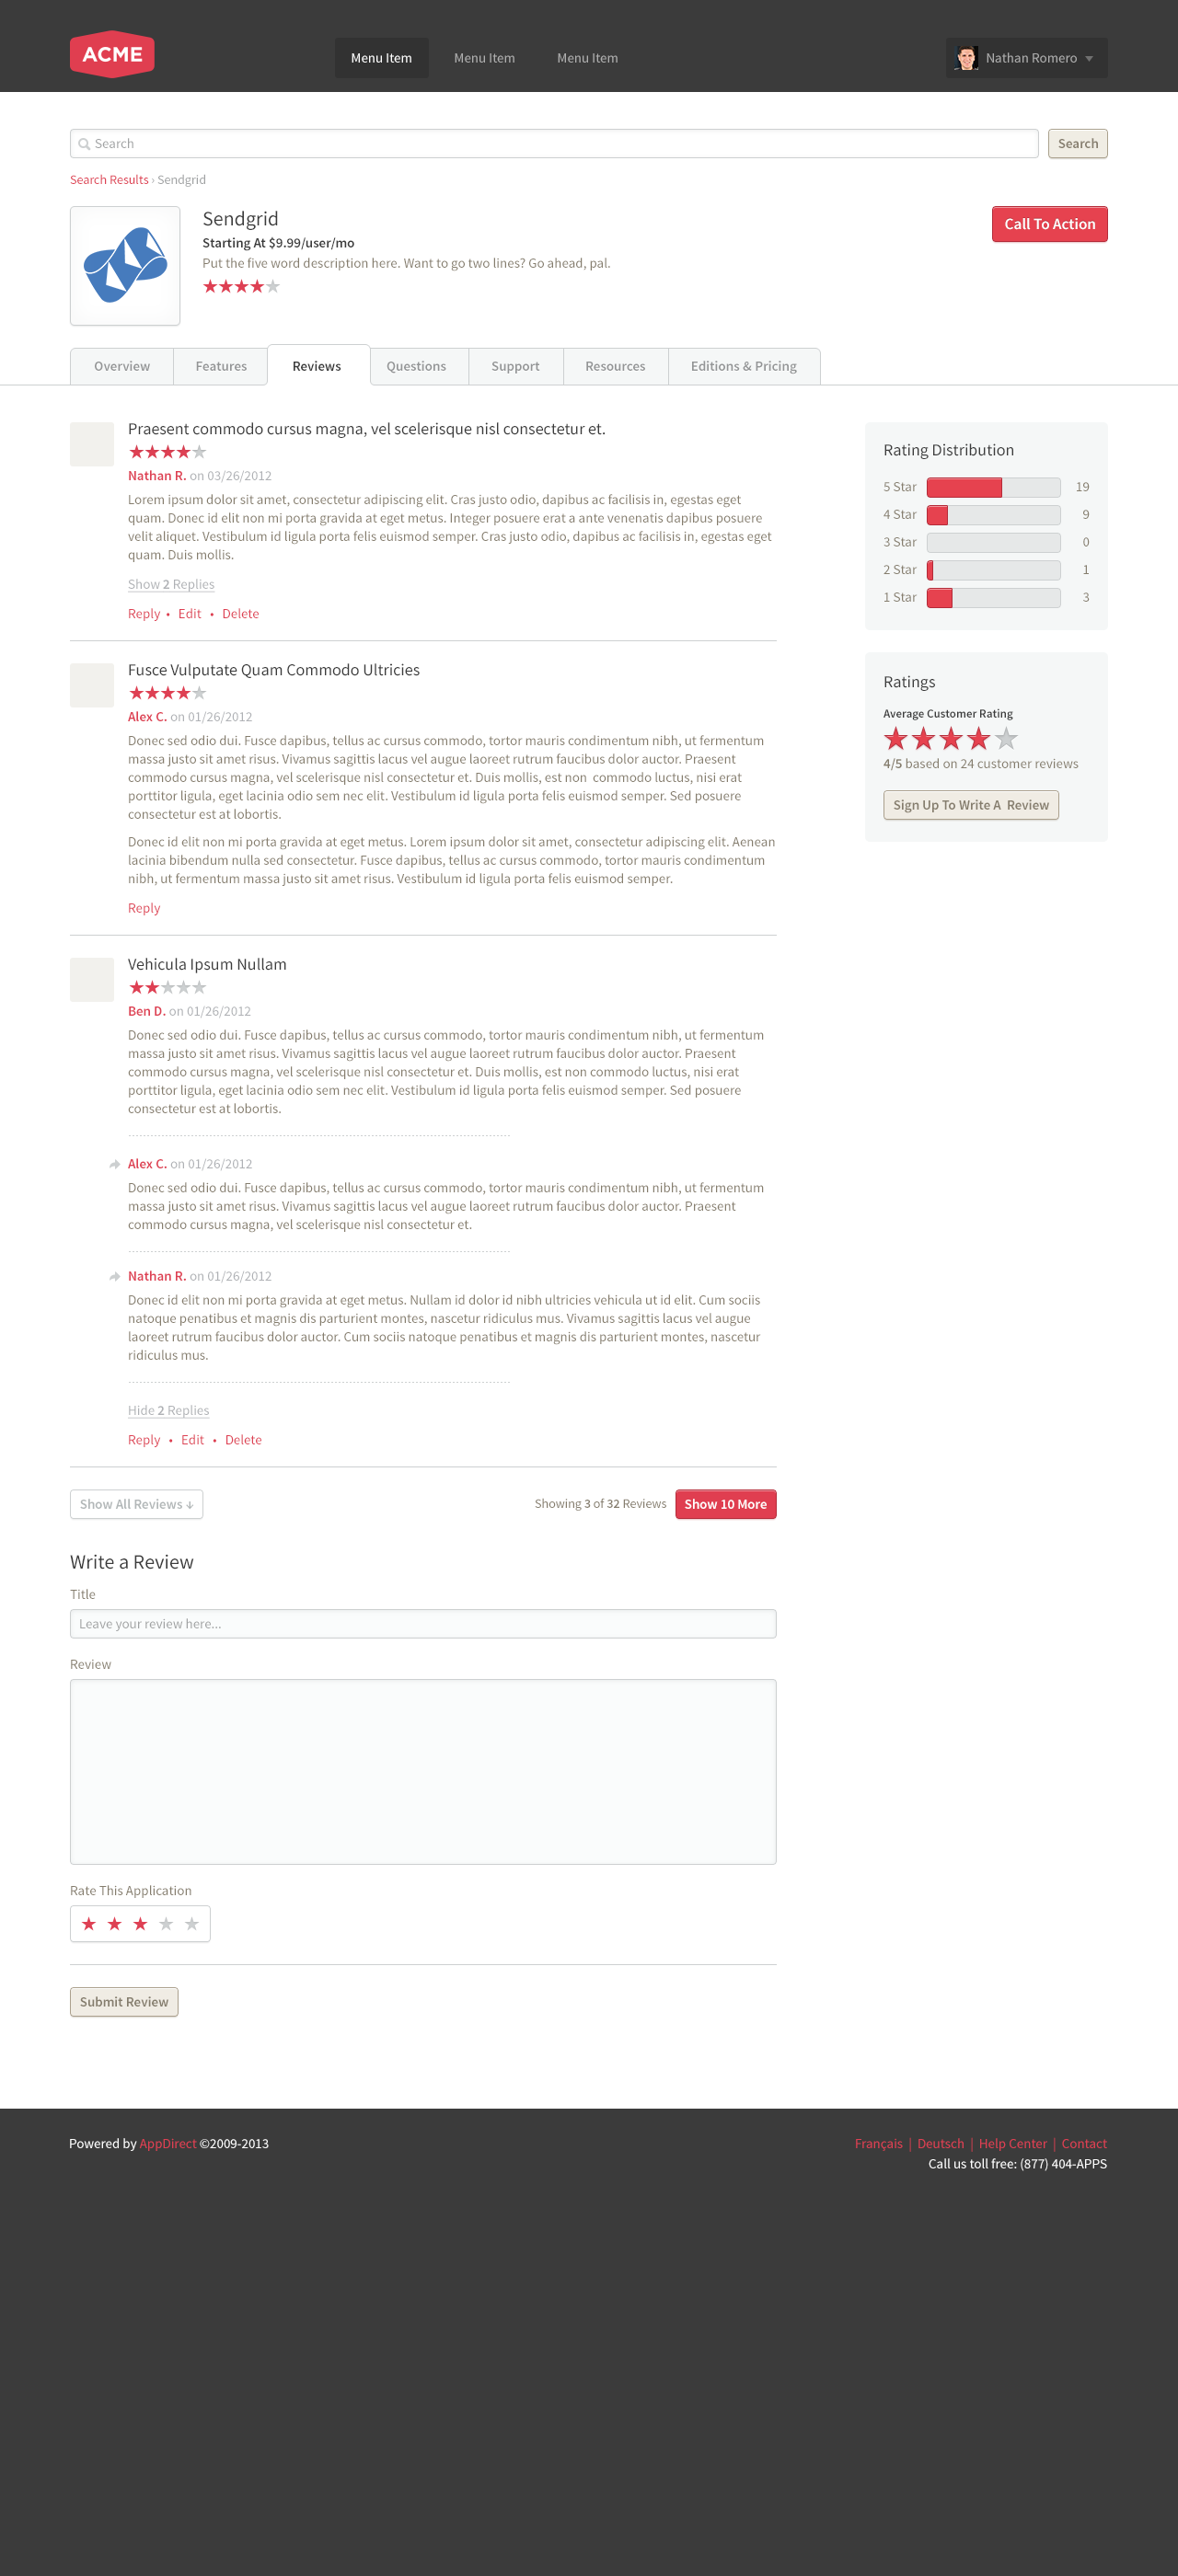 ACME
Menu Item
Menu Item
Menu Item
Nathan Romero
Search
Search
Search Results › Sendgrid
Sendgrid
Starting At $9.99/user/mo
Put the five word description here. Want to go two lines? Go ahead, pal.
Call To Action
Overview
Features
Reviews
Questions
Support
Resources
Editions & Pricing
Praesent commodo cursus magna, vel scelerisque nisl consectetur et.
Nathan R. on 03/26/2012
Lorem ipsum dolor sit amet, consectetur adipiscing elit. Cras justo odio, dapibus ac facilisis in, egestas eget
quam. Donec id elit non mi porta gravida at eget metus. Integer posuere erat a ante venenatis dapibus posuere
velit aliquet. Vestibulum id ligula porta felis euismod semper. Cras justo odio, dapibus ac facilisis in, egestas eget
quam. Duis mollis.
Show 2 Replies
Reply • Edit • Delete
Fusce Vulputate Quam Commodo Ultricies
Alex C. on 01/26/2012
Donec sed odio dui. Fusce dapibus, tellus ac cursus commodo, tortor mauris condimentum nibh, ut fermentum
massa justo sit amet risus. Vivamus sagittis lacus vel augue laoreet rutrum faucibus dolor auctor. Praesent
commodo cursus magna, vel scelerisque nisl consectetur et. Duis mollis, est non  commodo luctus, nisi erat
porttitor ligula, eget lacinia odio sem nec elit. Vestibulum id ligula porta felis euismod semper. Sed posuere
consectetur est at lobortis.
Donec id elit non mi porta gravida at eget metus. Lorem ipsum dolor sit amet, consectetur adipiscing elit. Aenean
lacinia bibendum nulla sed consectetur. Fusce dapibus, tellus ac cursus commodo, tortor mauris condimentum
nibh, ut fermentum massa justo sit amet risus. Vestibulum id ligula porta felis euismod semper.
Reply
Vehicula Ipsum Nullam
Ben D. on 01/26/2012
Donec sed odio dui. Fusce dapibus, tellus ac cursus commodo, tortor mauris condimentum nibh, ut fermentum
massa justo sit amet risus. Vivamus sagittis lacus vel augue laoreet rutrum faucibus dolor auctor. Praesent
commodo cursus magna, vel scelerisque nisl consectetur et. Duis mollis, est non commodo luctus, nisi erat
porttitor ligula, eget lacinia odio sem nec elit. Vestibulum id ligula porta felis euismod semper. Sed posuere
consectetur est at lobortis.
Alex C. on 01/26/2012
Donec sed odio dui. Fusce dapibus, tellus ac cursus commodo, tortor mauris condimentum nibh, ut fermentum
massa justo sit amet risus. Vivamus sagittis lacus vel augue laoreet rutrum faucibus dolor auctor. Praesent
commodo cursus magna, vel scelerisque nisl consectetur et.
Nathan R. on 01/26/2012
Donec id elit non mi porta gravida at eget metus. Nullam id dolor id nibh ultricies vehicula ut id elit. Cum sociis
natoque penatibus et magnis dis parturient montes, nascetur ridiculus mus. Vivamus sagittis lacus vel augue
laoreet rutrum faucibus dolor auctor. Cum sociis natoque penatibus et magnis dis parturient montes, nascetur
ridiculus mus.
Hide 2 Replies
Reply • Edit • Delete
Show All Reviews ↓
Showing 3 of 32 Reviews
Show 10 More
Rating Distribution
5 Star 19
4 Star 9
3 Star 0
2 Star 1
1 Star 3
Ratings
Average Customer Rating
4/5 based on 24 customer reviews
Sign Up To Write A  Review
Write a Review
Title
Leave your review here...
Review
Rate This Application
Submit Review
Powered by AppDirect ©2009-2013
Français | Deutsch | Help Center | Contact
Call us toll free: (877) 404-APPS